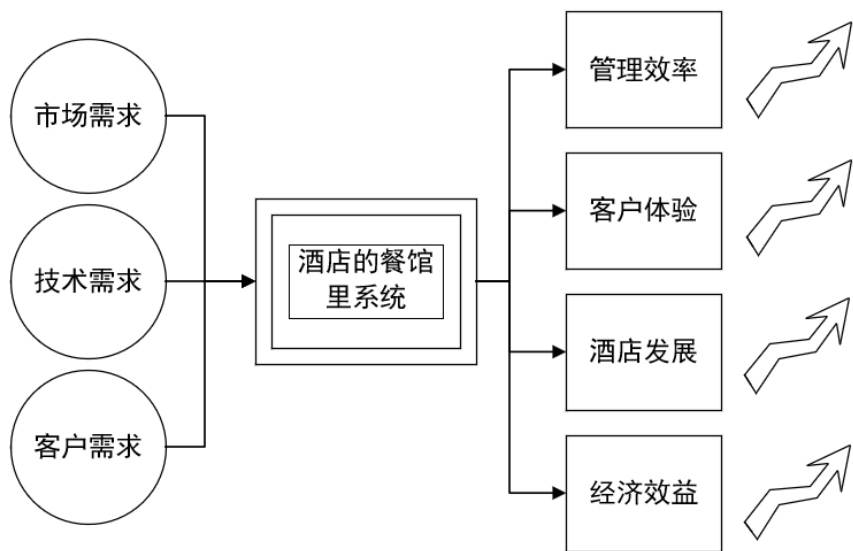 市场需求
技术需求
客户需求
酒店的餐馆
里系统
管理效率
客户体验
酒店发展
经济效益